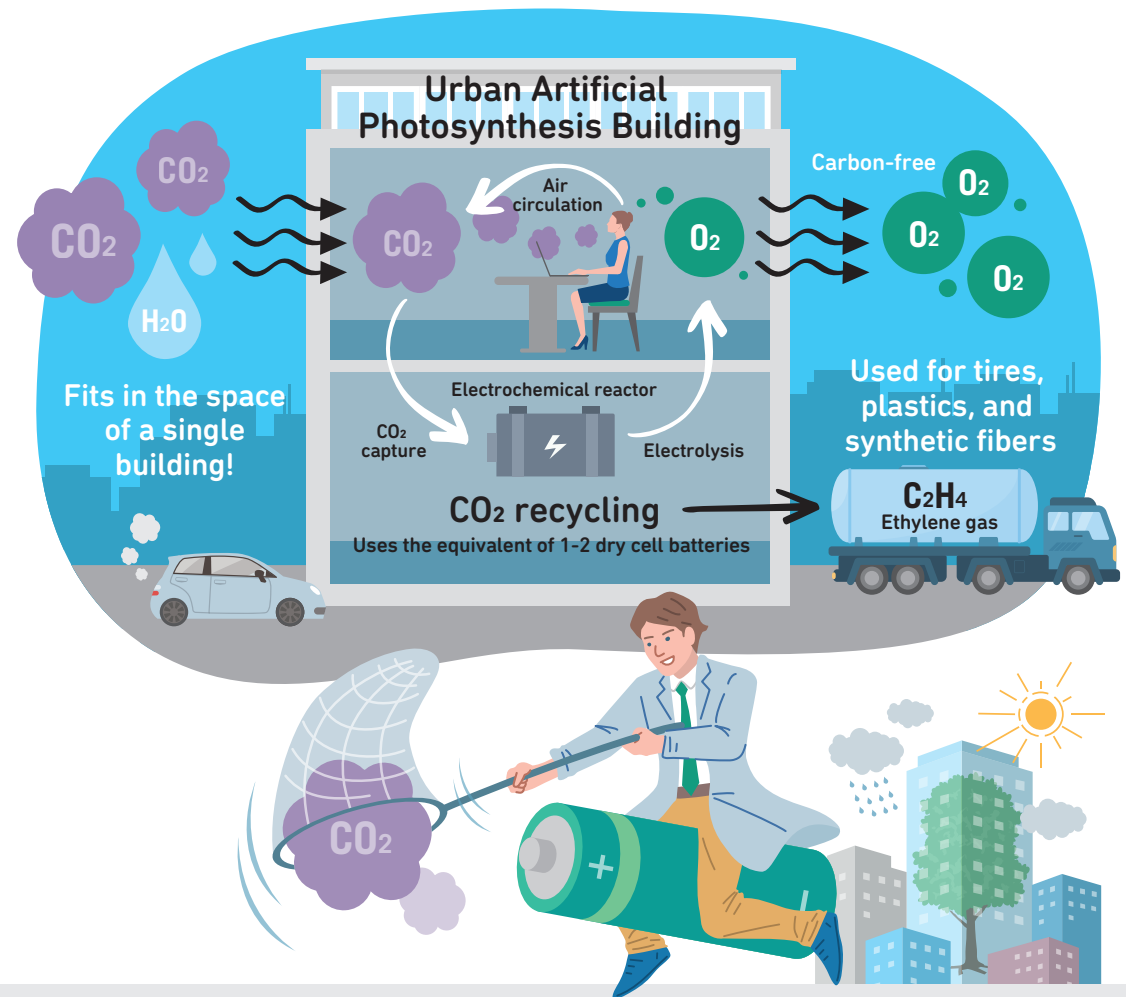 Urban Artificial
Photosynthesis Building
CO2
CO2
H2O
Fits in the space
of a single
building!
CO2
Air
circulation
O2
Carbon-free
O2
O2
O2
Electrochemical reactor
CO2
capture
Electrolysis
CO2 recycling
Uses the equivalent of 1-2 dry cell batteries
Used for tires,
plastics, and
synthetic fibers
C2H4
Ethylene gas
CO2
+